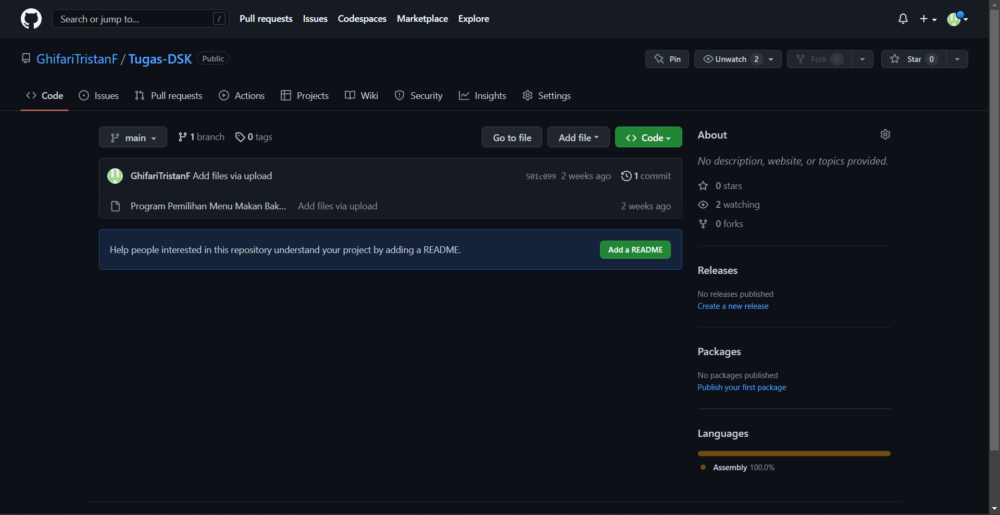 Search or jump to... /
Pull requests Issues Codespaces Marketplace Explore
GhifariTristanF / Tugas-DSK Public
Pin Unwatch 2 Fork 0 Star 0
Code Issues Pull requests Actions Projects Wiki Security Insights Settings
main 1 branch 0 tags Go to file Add file Code
GhifariTristanF Add files via upload 501c099 2 weeks ago 1 commit
Program Pemilihan Menu Makan Bak... Add files via upload 2 weeks ago
Help people interested in this repository understand your project by adding a README. Add a README
About
No description, website, or topics provided.
0 stars
2 watching
0 forks
Releases
No releases published
Create a new release
Packages
No packages published
Publish your first package
Languages
Assembly 100.0%